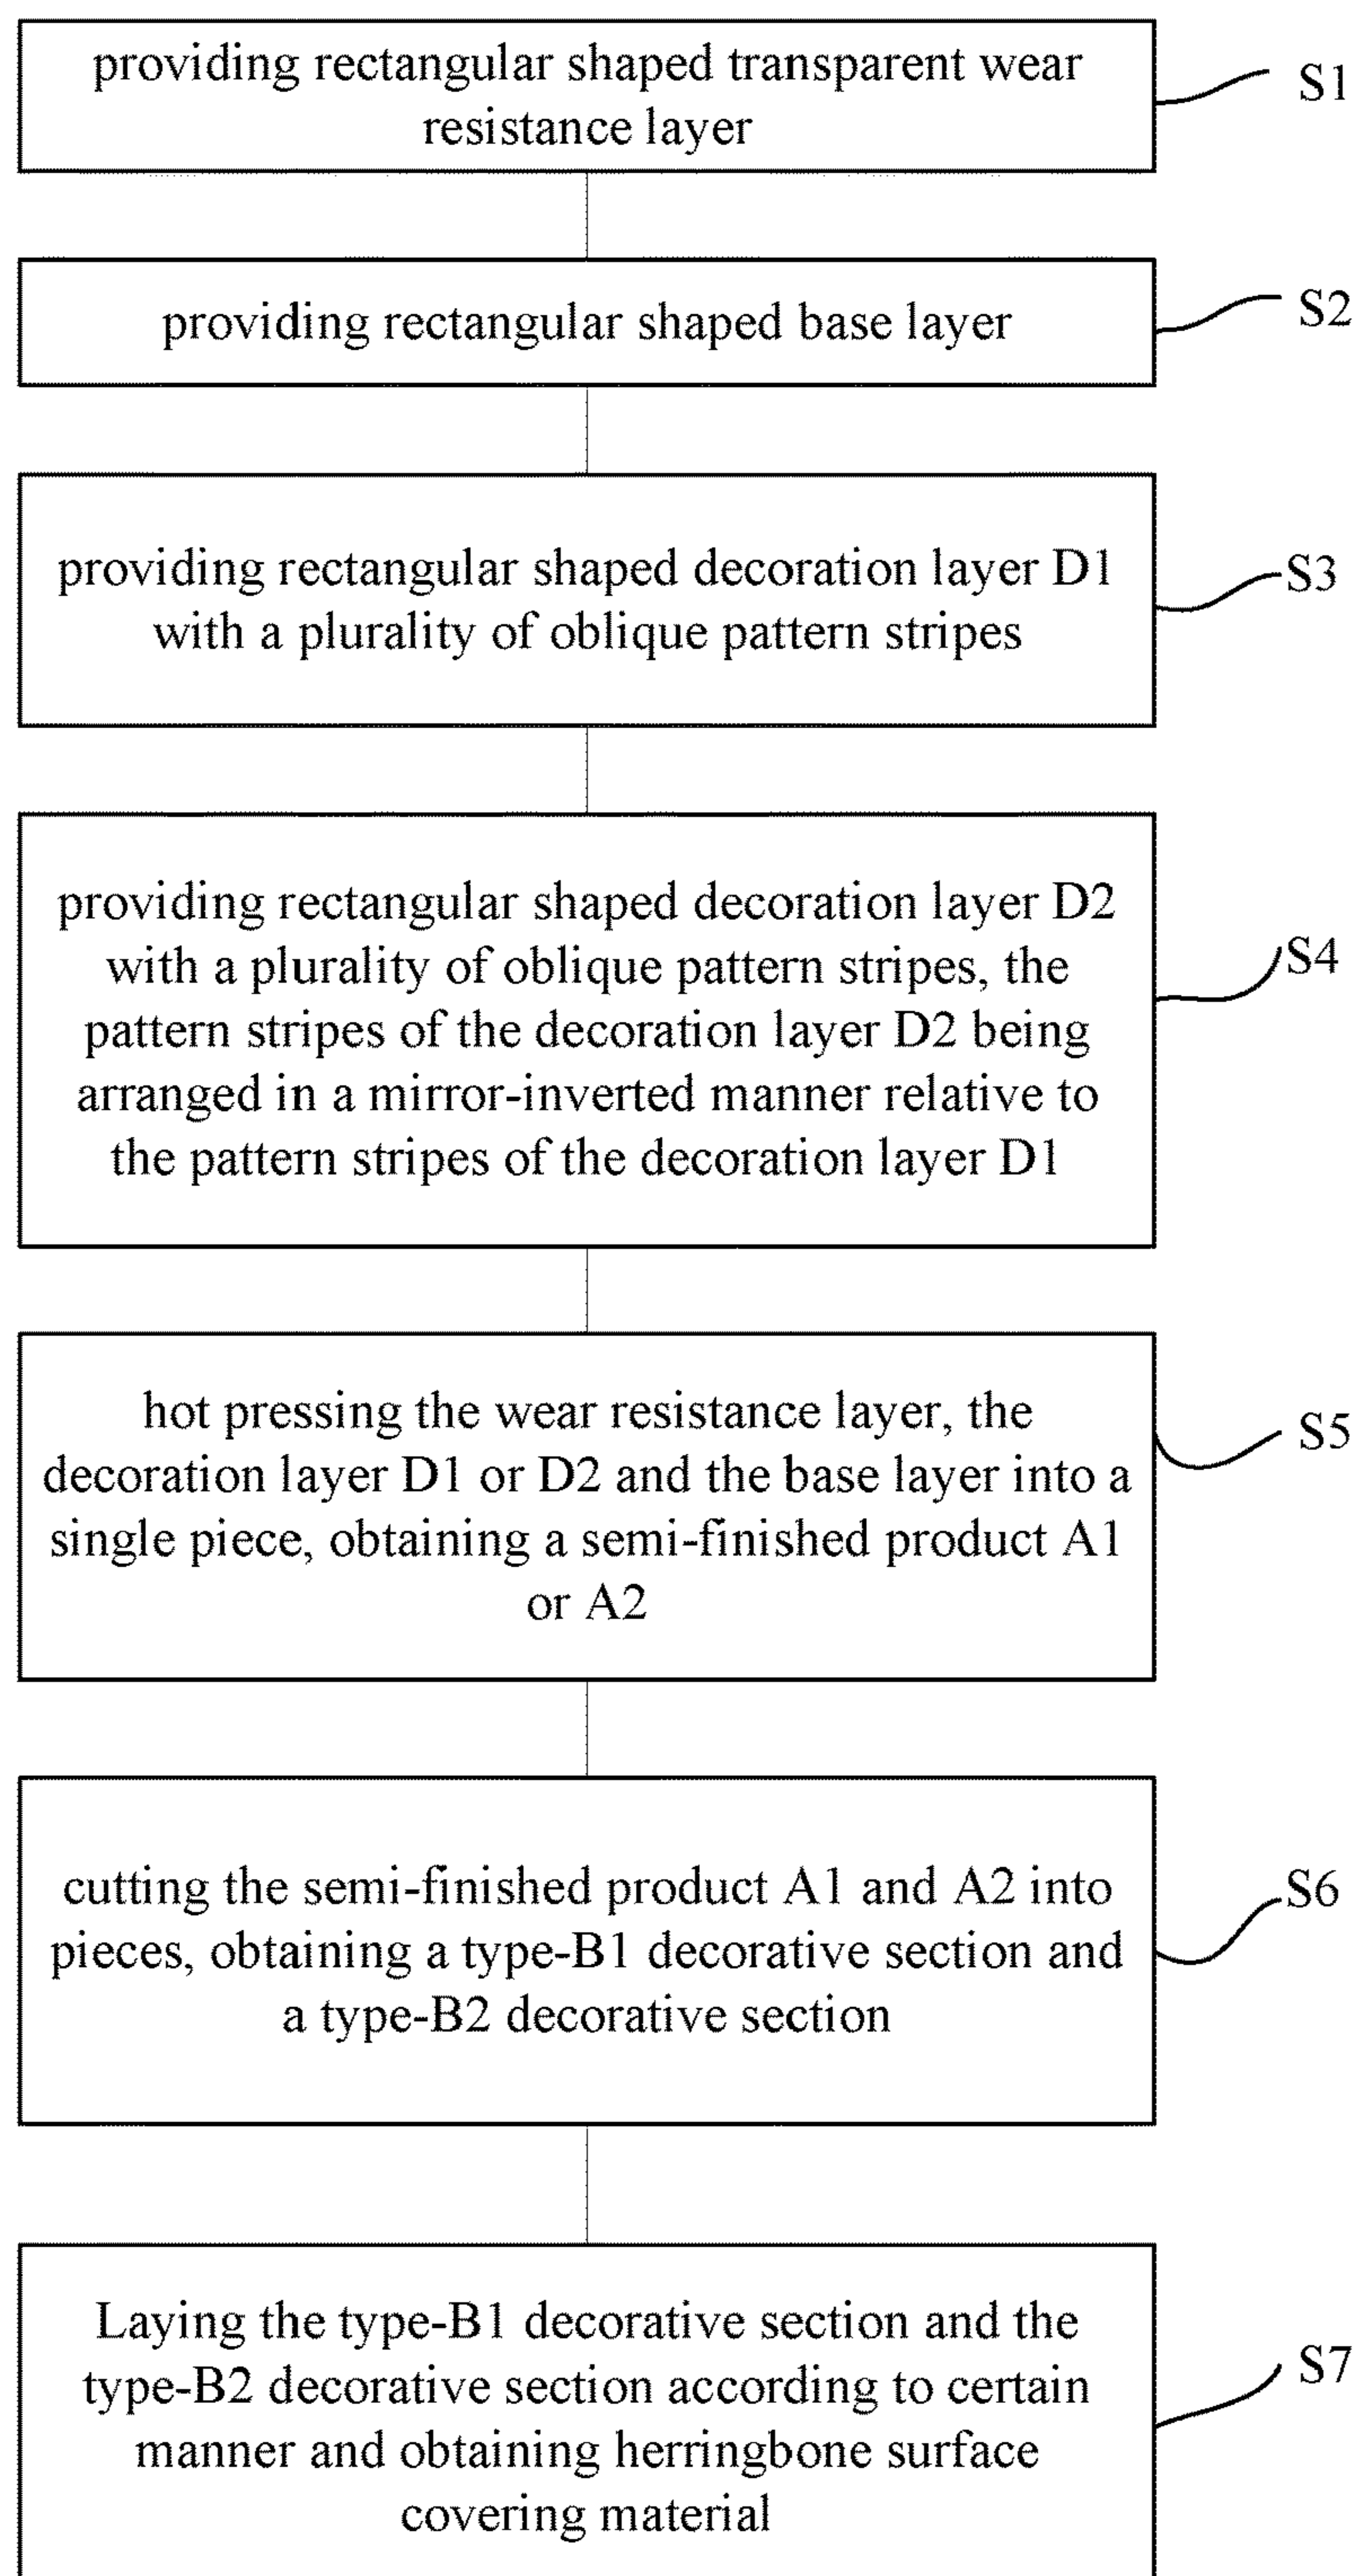 providing rectangular shaped transparent wear
resistance layer
S1
providing rectangular shaped base layer
S2
providing rectangular shaped decoration layer D1
with a plurality of oblique pattern stripes
S3
providing rectangular shaped decoration layer D2
with a plurality of oblique pattern stripes, the
pattern stripes of the decoration layer D2 being
arranged in a mirror-inverted manner relative to
the pattern stripes of the decoration layer D1
S4
hot pressing the wear resistance layer, the
decoration layer D1 or D2 and the base layer into a
single piece, obtaining a semi-finished product A1
or A2
S5
cutting the semi-finished product A1 and A2 into
pieces, obtaining a type-B1 decorative section and
a type-B2 decorative section
S6
Laying the type-B1 decorative section and the
type-B2 decorative section according to certain
manner and obtaining herringbone surface
covering material
S7